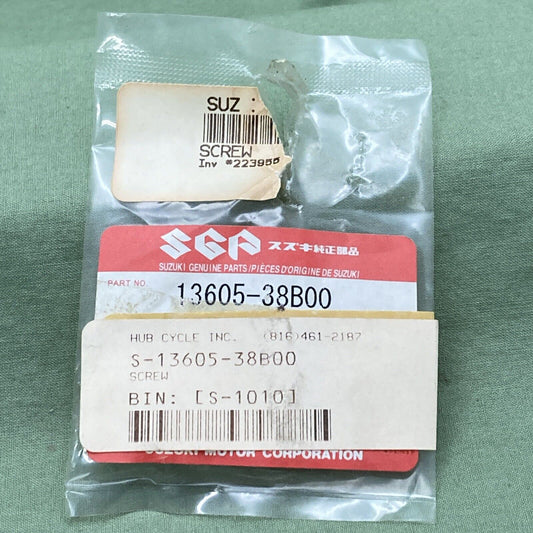 SUZ :
SCREW
Inv #223955
SGP スズキ純正部品
SUZUKI GENUINE PARTS/PIÈCES D'ORIGINE DE SUZUKI
PART NO.
13605-38B00
HUB CYCLE INC. (816)461-2187
S-13605-38B00
SCREW
BIN: [S-1010]
SUZUKI MOTOR CORPORATION